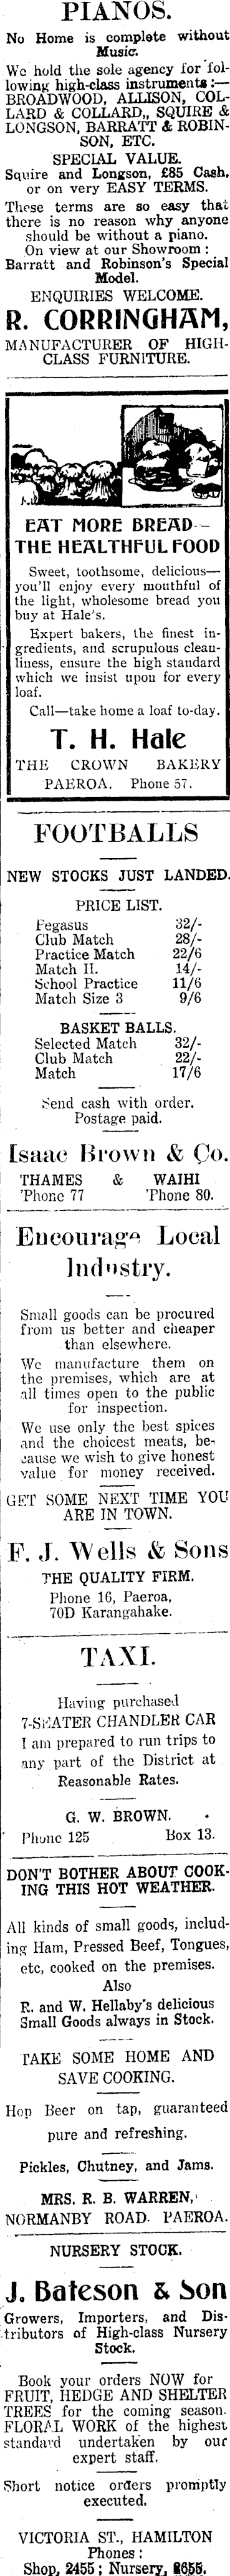 PIANOS.
No Home is complete without
Music.
We hold the sole agency for fol-
lowing high-class instruments:—
BROADWOOD, ALLISON, COL-
LARD & COLLARD,, SQUIRE &
LONGSON, BARRATT & ROBIN-
SON, ETC.
SPECIAL VALUE.
Squire and Longson, £85 Cash,
or on very EASY TERMS.
These terms are so easy that
there is no reason why anyone
should be without a piano.
On view at our Showroom:
Barratt and Robinson's Special
Model.
ENQUIRIES WELCOME.
R. CORRINGHAM,
MANUFACTURER OF HIGH-
CLASS FURNITURE.
EAT MORE BREAD--
THE HEALTHFUL FOOD
Sweet, toothsome, delicious—
you'll enjoy every mouthful of
the light, wholesome bread you
buy at Hale's.
Expert bakers, the finest in-
gredients, and scrupulous clean-
liness, ensure the high standard
which we insist upon for every
loaf.
Call—take home a loaf to-day.
T. H. Hale
THE CROWN BAKERY
PAEROA. Phone 57.
FOOTBALLS
NEW STOCKS JUST LANDED.
PRICE LIST.
Pegasus 32/-
Club Match 28/-
Practice Match 22/6
Match II. 14/-
School Practice 11/6
Match Size 3 9/6
BASKET BALLS.
Selected Match 32/-
Club Match 22/-
Match 17/6
Send cash with order.
Postage paid.
Isaac Brown & Co.
THAMES & WAIHI
'Phone 77 'Phone 80.
Encourage Local
Industry.
Small goods can be procured
from us better and cheaper
than elsewhere.
We manufacture them on
the premises, which are at
all times open to the public
for inspection.
We use only the best spices
and the choicest meats, be-
cause we wish to give honest
value for money received.
GET SOME NEXT TIME YOU
ARE IN TOWN.
F. J. Wells & Sons
THE QUALITY FIRM.
Phone 16, Paeroa,
70D Karangahake.
TAXI.
Having purchased
7-SEATER CHANDLER CAR
I am prepared to run trips to
any part of the District at
Reasonable Rates.
G. W. BROWN.
Phone 125 Box 13.
DON'T BOTHER ABOUT COOK-
ING THIS HOT WEATHER.
All kinds of small goods, includ-
ing Ham, Pressed Beef, Tongues,
etc, cooked on the premises.
Also
R. and W. Hellaby's delicious
Small Goods always in Stock.
TAKE SOME HOME AND
SAVE COOKING.
Hop Beer on tap, guaranteed
pure and refreshing.
Pickles, Chutney, and Jams.
MRS. R. B. WARREN,
NORMANBY ROAD. PAEROA.
NURSERY STOCK.
J. Bateson & Son
Growers, Importers, and Dis-
tributors of High-class Nursery
Stock.
Book your orders NOW for
FRUIT, HEDGE AND SHELTER
TREES for the coming season.
FLORAL WORK of the highest
standard undertaken by our
expert staff.
Short notice orders promptly
executed.
VICTORIA ST., HAMILTON
Phones:
Shop, 2455; Nursery, 2655.